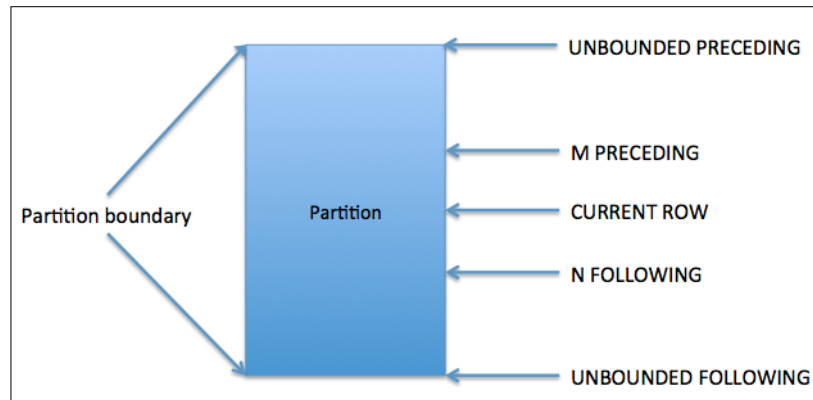 UNBOUNDED PRECEDING
M PRECEDING
Partition boundary
Partition
CURRENT ROW
N FOLLOWING
UNBOUNDED FOLLOWING